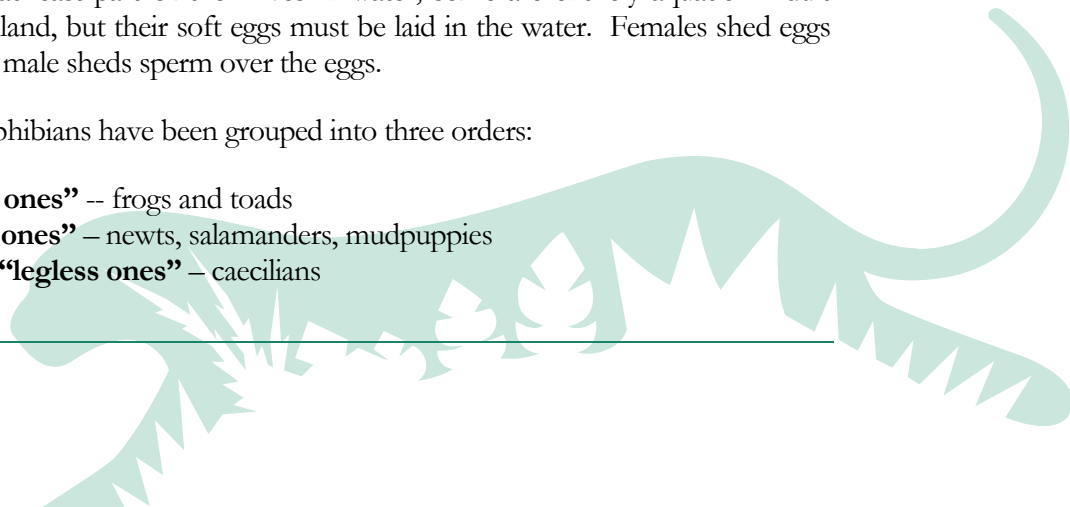 land, but their soft eggs must be laid in the water. Females shed eggs
male sheds sperm over the eggs.
phibians have been grouped into three orders:
ones” -- frogs and toads
ones” – newts, salamanders, mudpuppies
“legless ones” – caecilians